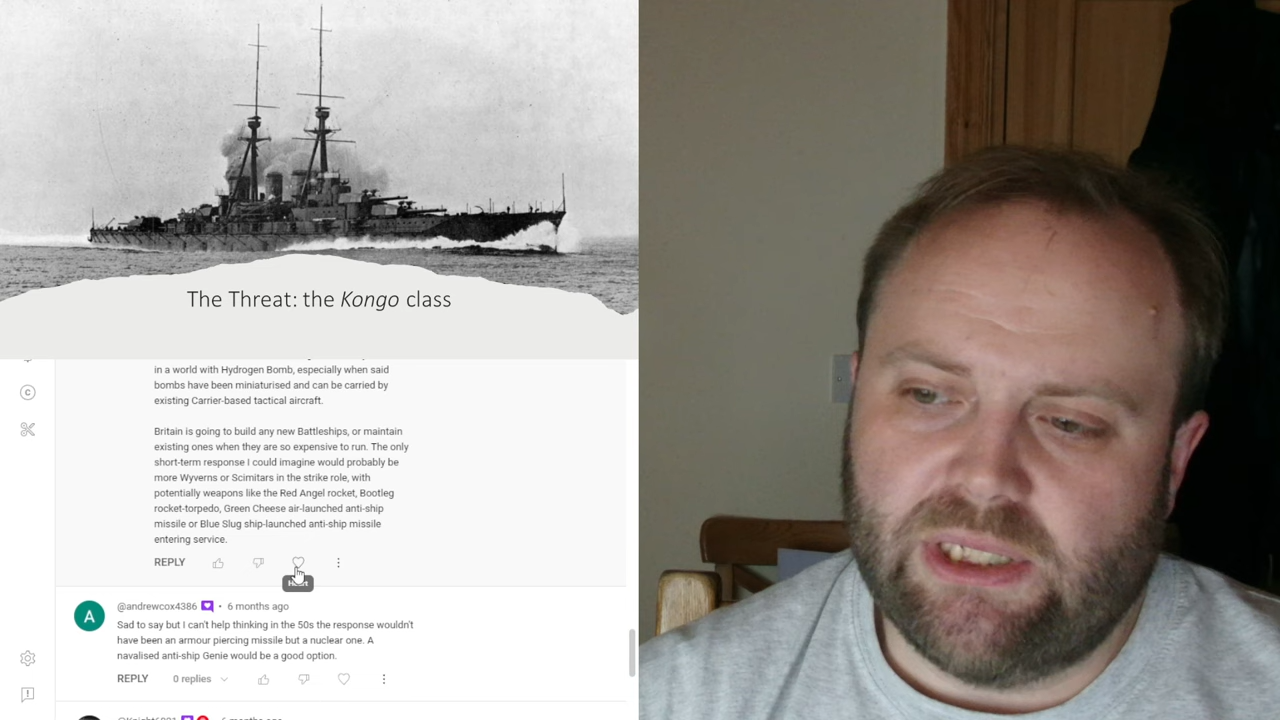 The Threat: the Kongo class
in a world with Hydrogen Bomb, especially when said
bombs have been miniaturised and can be carried by
existing Carrier-based tactical aircraft.
Britain is going to build any new Battleships, or maintain
existing ones when they are so expensive to run. The only
short-term response I could imagine would probably be
more Wyverns or Scimitars in the strike role, with
potentially weapons like the Red Angel rocket, Bootleg
rocket-torpedo, Green Cheese air-launched anti-ship
missile or Blue Slug ship-launched anti-ship missile
entering service.
REPLY
@andrewcox4386 • 6 months ago
A
Sad to say but I can't help thinking in the 50s the response wouldn't
have been an armour piercing missile but a nuclear one. A
navalised anti-ship Genie would be a good option.
REPLY 0 replies